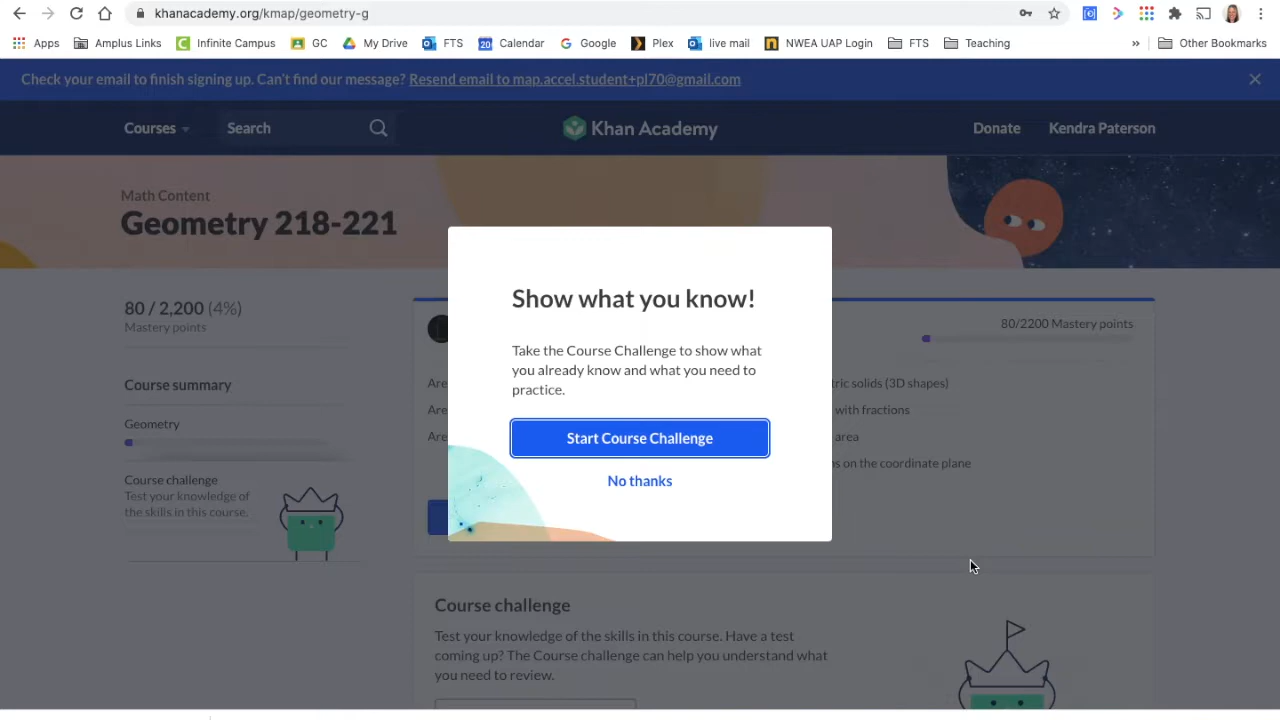 khanacademy.org/kmap/geometry-g
Apps Amplus Links Infinite Campus GC My Drive FTS Calendar Google Plex live mail NWEA UAP Login FTS Teaching » Other Bookmarks
Check your email to finish signing up. Can't find our message? Resend email to map.accel.student+pl70@gmail.com
Courses Search Khan Academy Donate Kendra Paterson
Math Content
Geometry 218-221
80 / 2,200 (4%)
Mastery points
Course summary
Geometry
Course challenge
Test your knowledge of
the skills in this course.
80/2200 Mastery points
Are
Are
Are
tric solids (3D shapes)
with fractions
area
s on the coordinate plane
Show what you know!
Take the Course Challenge to show what
you already know and what you need to
practice.
Start Course Challenge
No thanks
Course challenge
Test your knowledge of the skills in this course. Have a test
coming up? The Course challenge can help you understand what
you need to review.